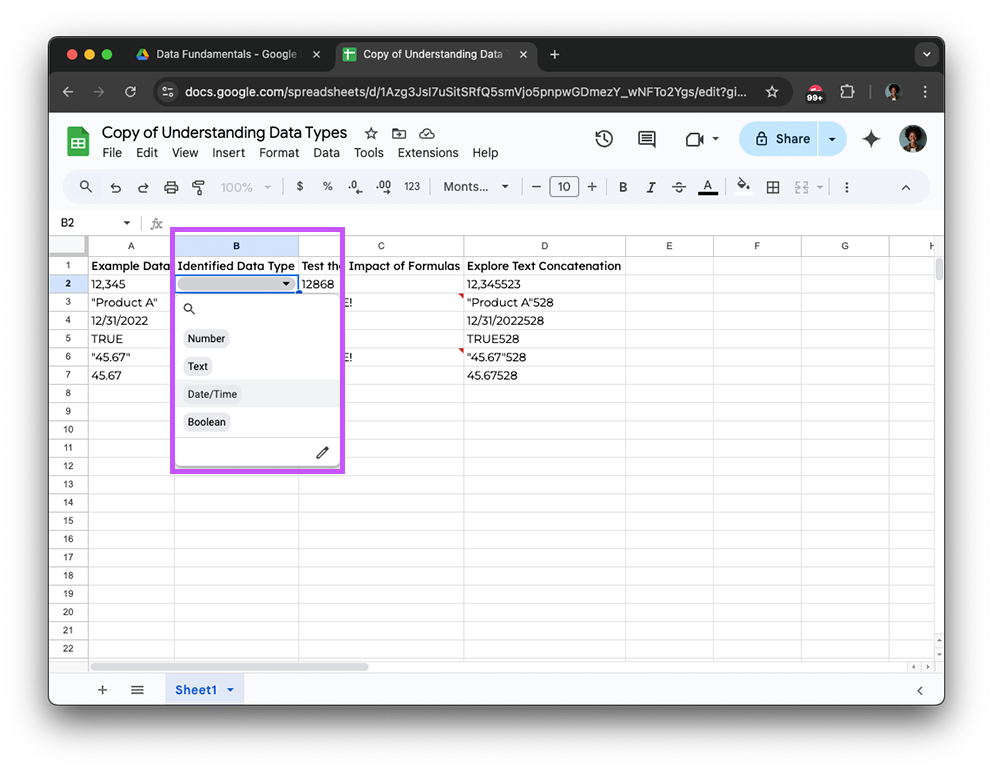 Data Fundamentals - Google
Copy of Understanding Data T
docs.google.com/spreadsheets/d/1Azg3Jsl7uSitSRfQ5smVjo5pnpwGDmezY_wNFTo2Ygs/edit?gi...
99+
Copy of Understanding Data Types
File Edit View Insert Format Data Tools Extensions Help
Share
100% $ % .0 .00 123 Monts... − 10 + B I S A
B2 fx
A B C D E F G H
1 Example Data Identified Data Type Test the Impact of Formulas Explore Text Concatenation
2 12,345 12868 12,345523
3 "Product A" E! "Product A"528
4 12/31/2022 12/31/2022528
5 TRUE TRUE528
6 "45.67" E! "45.67"528
7 45.67 45.67528
Number
Text
Date/Time
Boolean
8
9
10
11
12
13
14
15
16
17
18
19
20
21
22
Sheet1